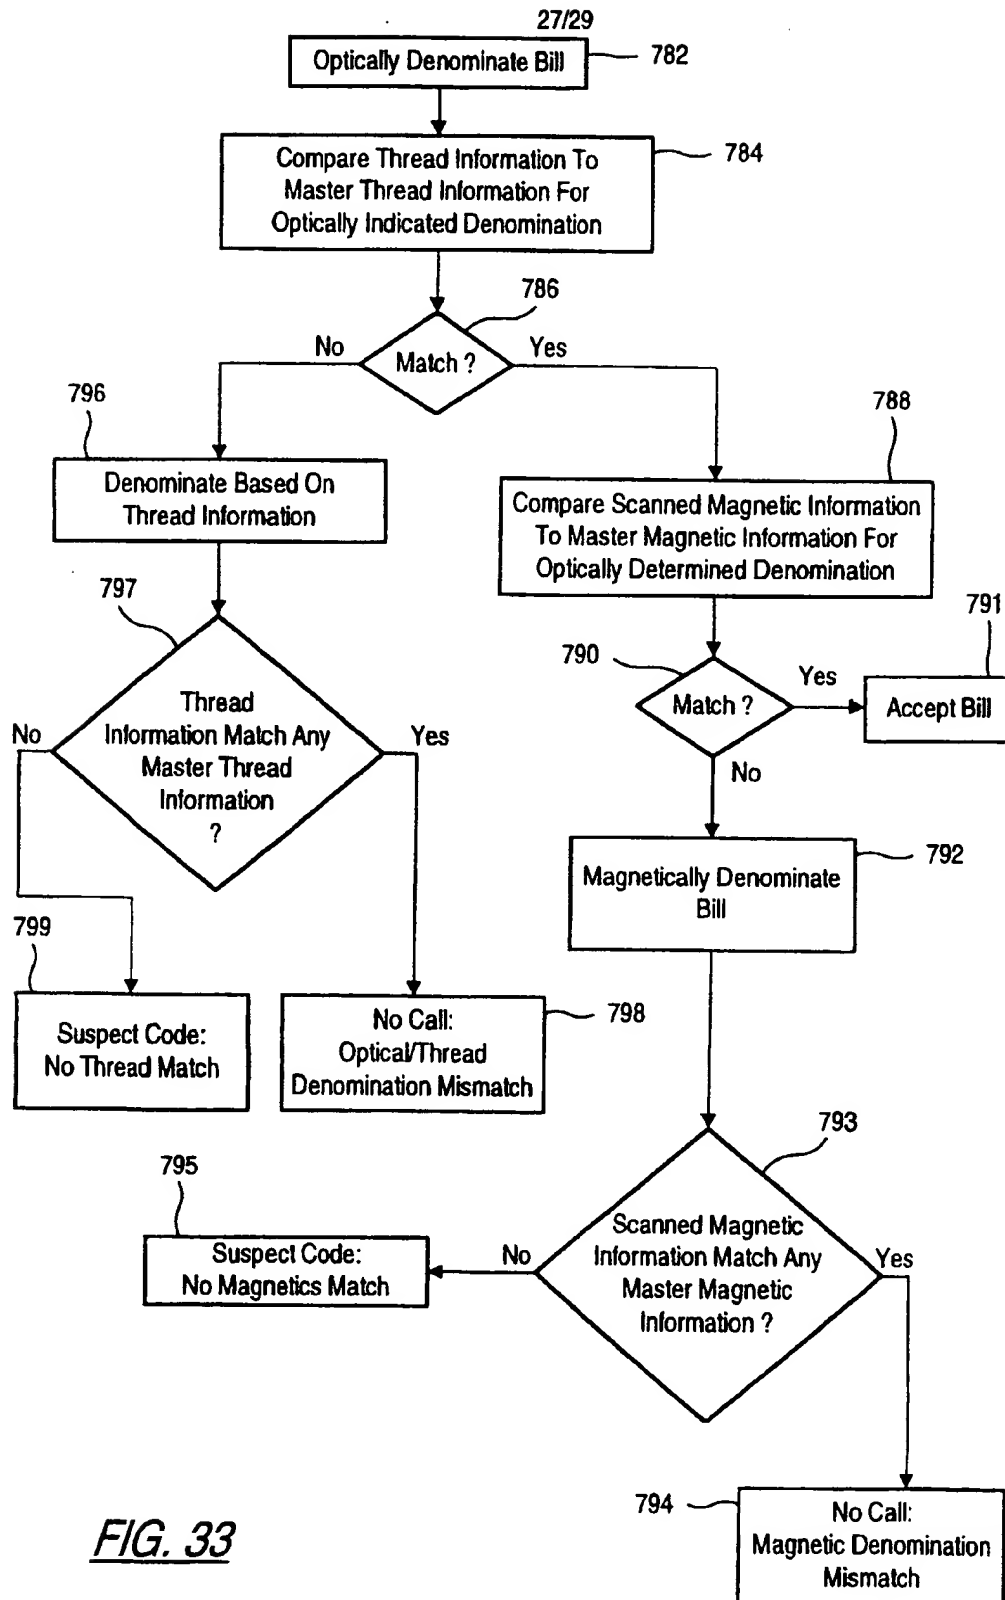 27/29
Optically Denominate Bill
782
Compare Thread Information To
Master Thread Information For
Optically Indicated Denomination
784
786
Match ?
No
Yes
796
Denominate Based On
Thread Information
788
Compare Scanned Magnetic Information
To Master Magnetic Information For
Optically Determined Denomination
797
Thread
Information Match Any
Master Thread
Information
?
No
Yes
790
Match ?
Yes
No
791
Accept Bill
792
Magnetically Denominate
Bill
799
Suspect Code:
No Thread Match
No Call:
Optical/Thread
Denomination Mismatch
798
793
Scanned Magnetic
Information Match Any
Master Magnetic
Information ?
No
Yes
795
Suspect Code:
No Magnetics Match
794
No Call:
Magnetic Denomination
Mismatch
FIG. 33